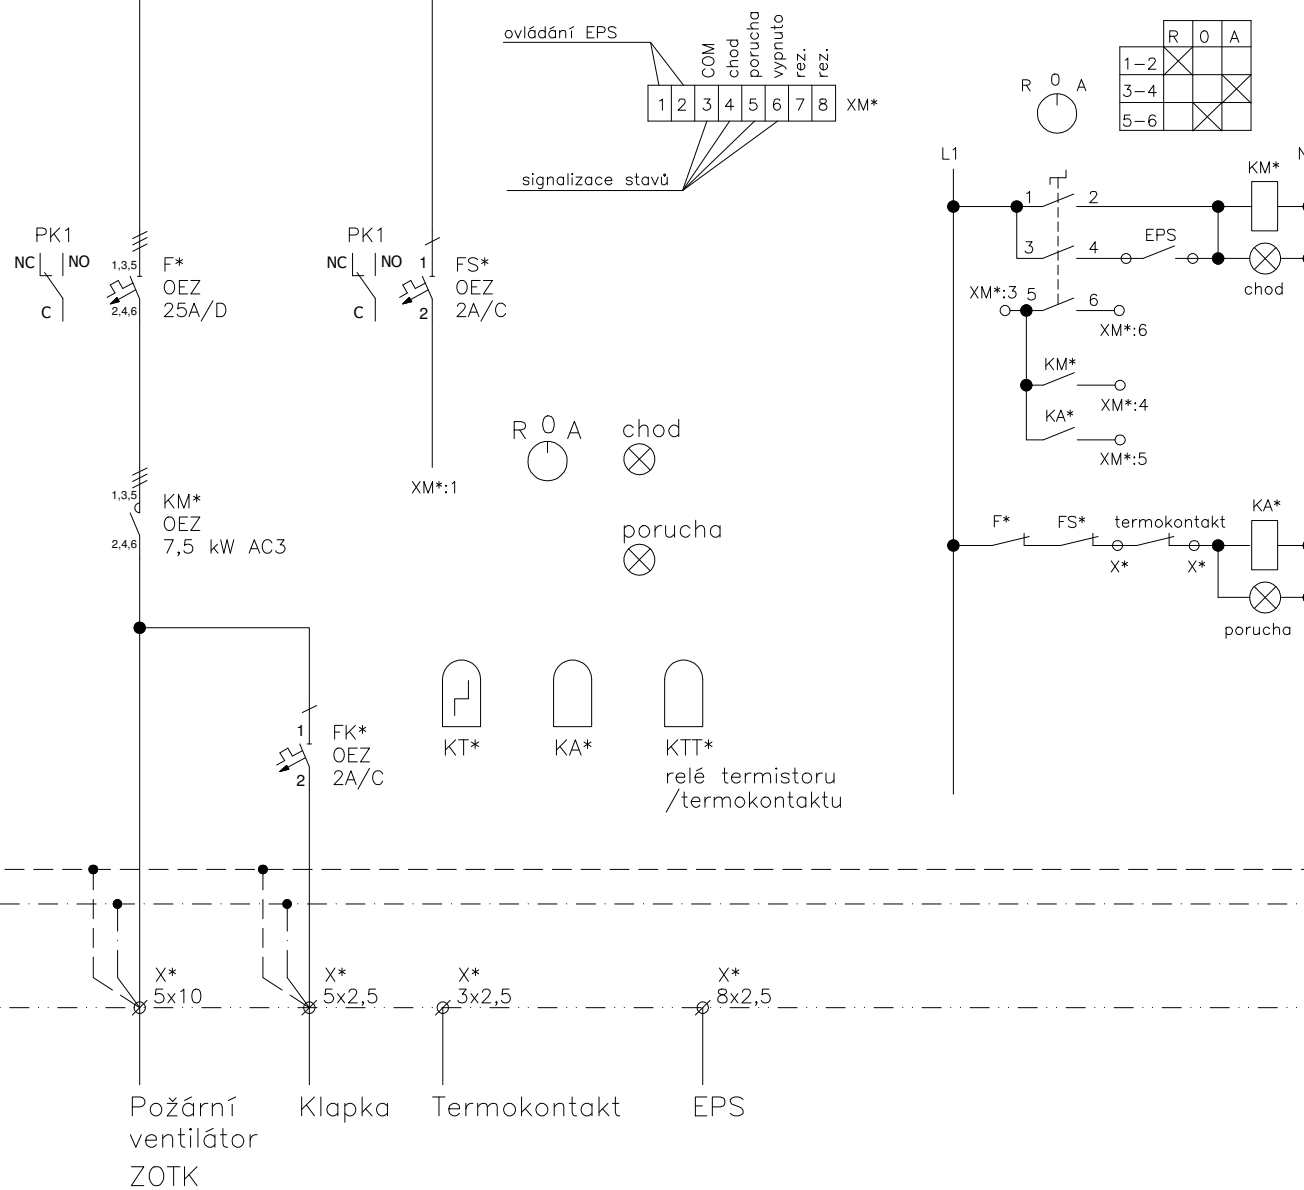 ovládání EPS
COM
chod
porucha
vypnuto
rez.
rez.
1 2 3 4 5 6 7 8 XM*
signalizace stavů
R 0 A
1-2
3-4
5-6
R 0 A
L1
KM*
1 2
3 4
EPS
chod
XM*:3 5 6
XM*:6
KM*
XM*:4
KA*
XM*:5
F* FS* termokontakt KA*
X* X*
porucha
PK1
NC NO
C
1,3,5
2,4,6
F*
OEZ
25A/D
PK1
NC NO
C
1
2
FS*
OEZ
2A/C
XM*:1
1,3,5
2,4,6
KM*
OEZ
7,5 kW AC3
R 0 A
chod
porucha
1
2
FK*
OEZ
2A/C
KT* KA* KTT*
relé termistoru
/termokontaktu
X*
5x10
X*
5x2,5
X*
3x2,5
X*
8x2,5
Požární
ventilátor
ZOTK
Klapka
Termokontakt
EPS